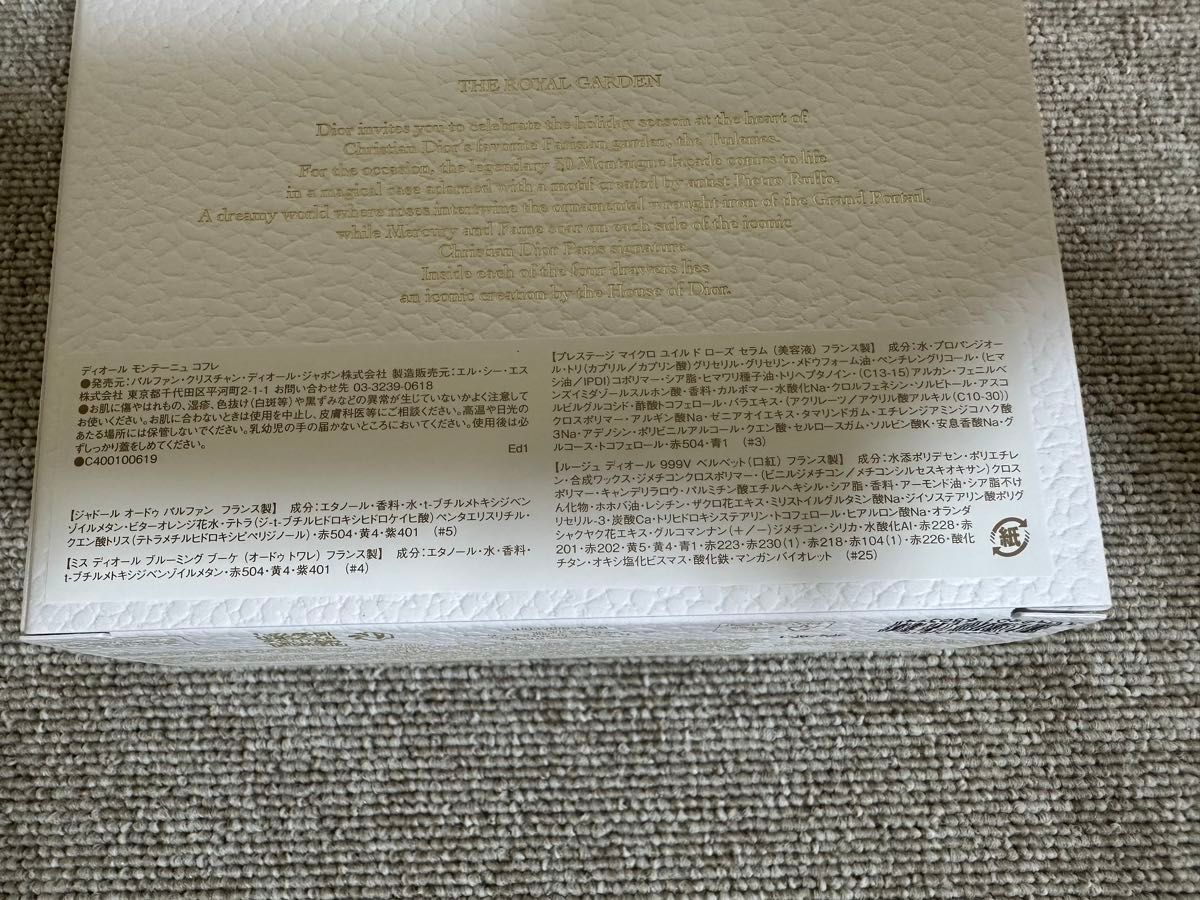 THE ROYAL GARDEN
Dior invites you to celebrate the holiday season at the heart of
Christian Dior's favorite Parisian garden, the Tuileries.
For the occasion, the legendary 30 Montaigne facade comes to life
in a magical case adorned with a motif created by artist Pietro Ruffo.
A dreamy world where roses intertwine the ornamental wrought iron of the Grand Portail,
while Mercury and Fame soar on each side of the iconic
Christian Dior Paris signature.
Inside each of the four drawers lies
an iconic creation by the House of Dior.
ディオール モンテーニュ コフレ
●発売元:パルファン・クリスチャン・ディオール・ジャポン株式会社 製造販売元:エル・シー・エス
株式会社 東京都千代田区平河町2-1-1 お問い合わせ先 03-3239-0618
●お肌に傷やはれもの、湿疹、色抜け(白斑等)や黒ずみなどの異常が生じていないかよく注意して
お使いください。お肌に合わないときは使用を中止し、皮膚科医等にご相談ください。高温や日光の
あたる場所には保管しないでください。乳幼児の手の届かないところにおいてください。使用後は必
ずしっかり蓋をしめてください。
●C400100619 Ed1
【ジャドール オードゥ パルファン フランス製】 成分:エタノール・香料・水・t-ブチルメトキシジベン
ゾイルメタン・ビターオレンジ花水・テトラ(ジ-t-ブチルヒドロキシヒドロケイヒ酸)ペンタエリスリチル・
クエン酸トリス(テトラメチルヒドロキシピペリジノール)・赤504・黄4・紫401 (#5)
【ミス ディオール ブルーミング ブーケ (オードゥ トワレ) フランス製】 成分:エタノール・水・香料・
t-ブチルメトキシジベンゾイルメタン・赤504・黄4・紫401 (#4)
【プレステージ マイクロ ユイル ド ローズ セラム (美容液) フランス製】 成分:水・プロパンジオー
ル・トリ(カプリル/カプリン酸)グリセリル・グリセリン・メドウフォーム油・ペンチレングリコール・(ヒマ
シ油/IPDI)コポリマー・シア脂・ヒマワリ種子油・トリヘプタノイン・(C13-15)アルカン・フェニルベ
ンズイミダゾールスルホン酸・香料・カルボマー・水酸化Na・クロルフェネシン・ソルビトール・アスコ
ルビルグルコシド・酢酸トコフェロール・バラエキス・(アクリレーツ/アクリル酸アルキル(C10-30))
クロスポリマー・アルギン酸Na・ゼニアオイエキス・タマリンドガム・エチレンジアミンジコハク酸
3Na・アデノシン・ポリビニルアルコール・クエン酸・セルロースガム・ソルビン酸K・安息香酸Na・グ
ルコース・トコフェロール・赤504・青1 (#3)
【ルージュ ディオール 999V ベルベット(口紅) フランス製】 成分:水添ポリデセン・ポリエチレ
ン・合成ワックス・ジメチコンクロスポリマー・(ビニルジメチコン/メチコンシルセスキオキサン)クロス
ポリマー・キャンデリラロウ・パルミチン酸エチルヘキシル・シア脂・香料・アーモンド油・シア脂不け
ん化物・ホホバ油・レシチン・ザクロ花エキス・ミリストイルグルタミン酸Na・ジイソステアリン酸ポリグ
リセリル-3・炭酸Ca・トリヒドロキシステアリン・トコフェロール・ヒアルロン酸Na・オランダ
シャクヤク花エキス・グルコマンナン(+/-)ジメチコン・シリカ・水酸化Al・赤228・赤
201・赤202・黄5・黄4・青1・赤223・赤230(1)・赤218・赤104(1)・赤226・酸化
チタン・オキシ塩化ビスマス・酸化鉄・マンガンバイオレット (#25)
紙